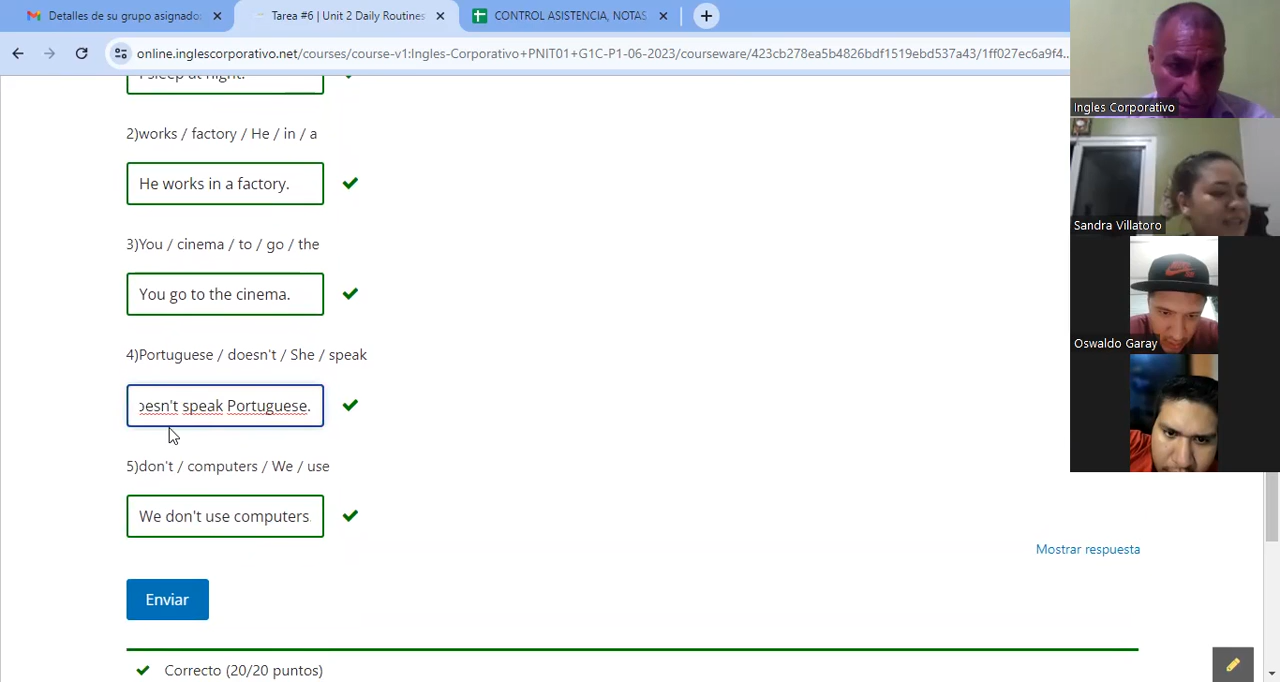 Detalles de su grupo asignado:
Tarea #6 | Unit 2 Daily Routines
CONTROL ASISTENCIA, NOTAS
online.inglescorporativo.net/courses/course-v1:Ingles-Corporativo+PNIT01+G1C-P1-06-2023/courseware/423cb278ea5b4826bdf1519ebd537a43/1ff027ec6a9f4...
I sleep at night.
2)works / factory / He / in / a
He works in a factory.
3)You / cinema / to / go / the
You go to the cinema.
4)Portuguese / doesn't / She / speak
oesn't speak Portuguese.
5)don't / computers / We / use
We don't use computers.
Mostrar respuesta
Enviar
Correcto (20/20 puntos)
Ingles Corporativo
Sandra Villatoro
Oswaldo Garay